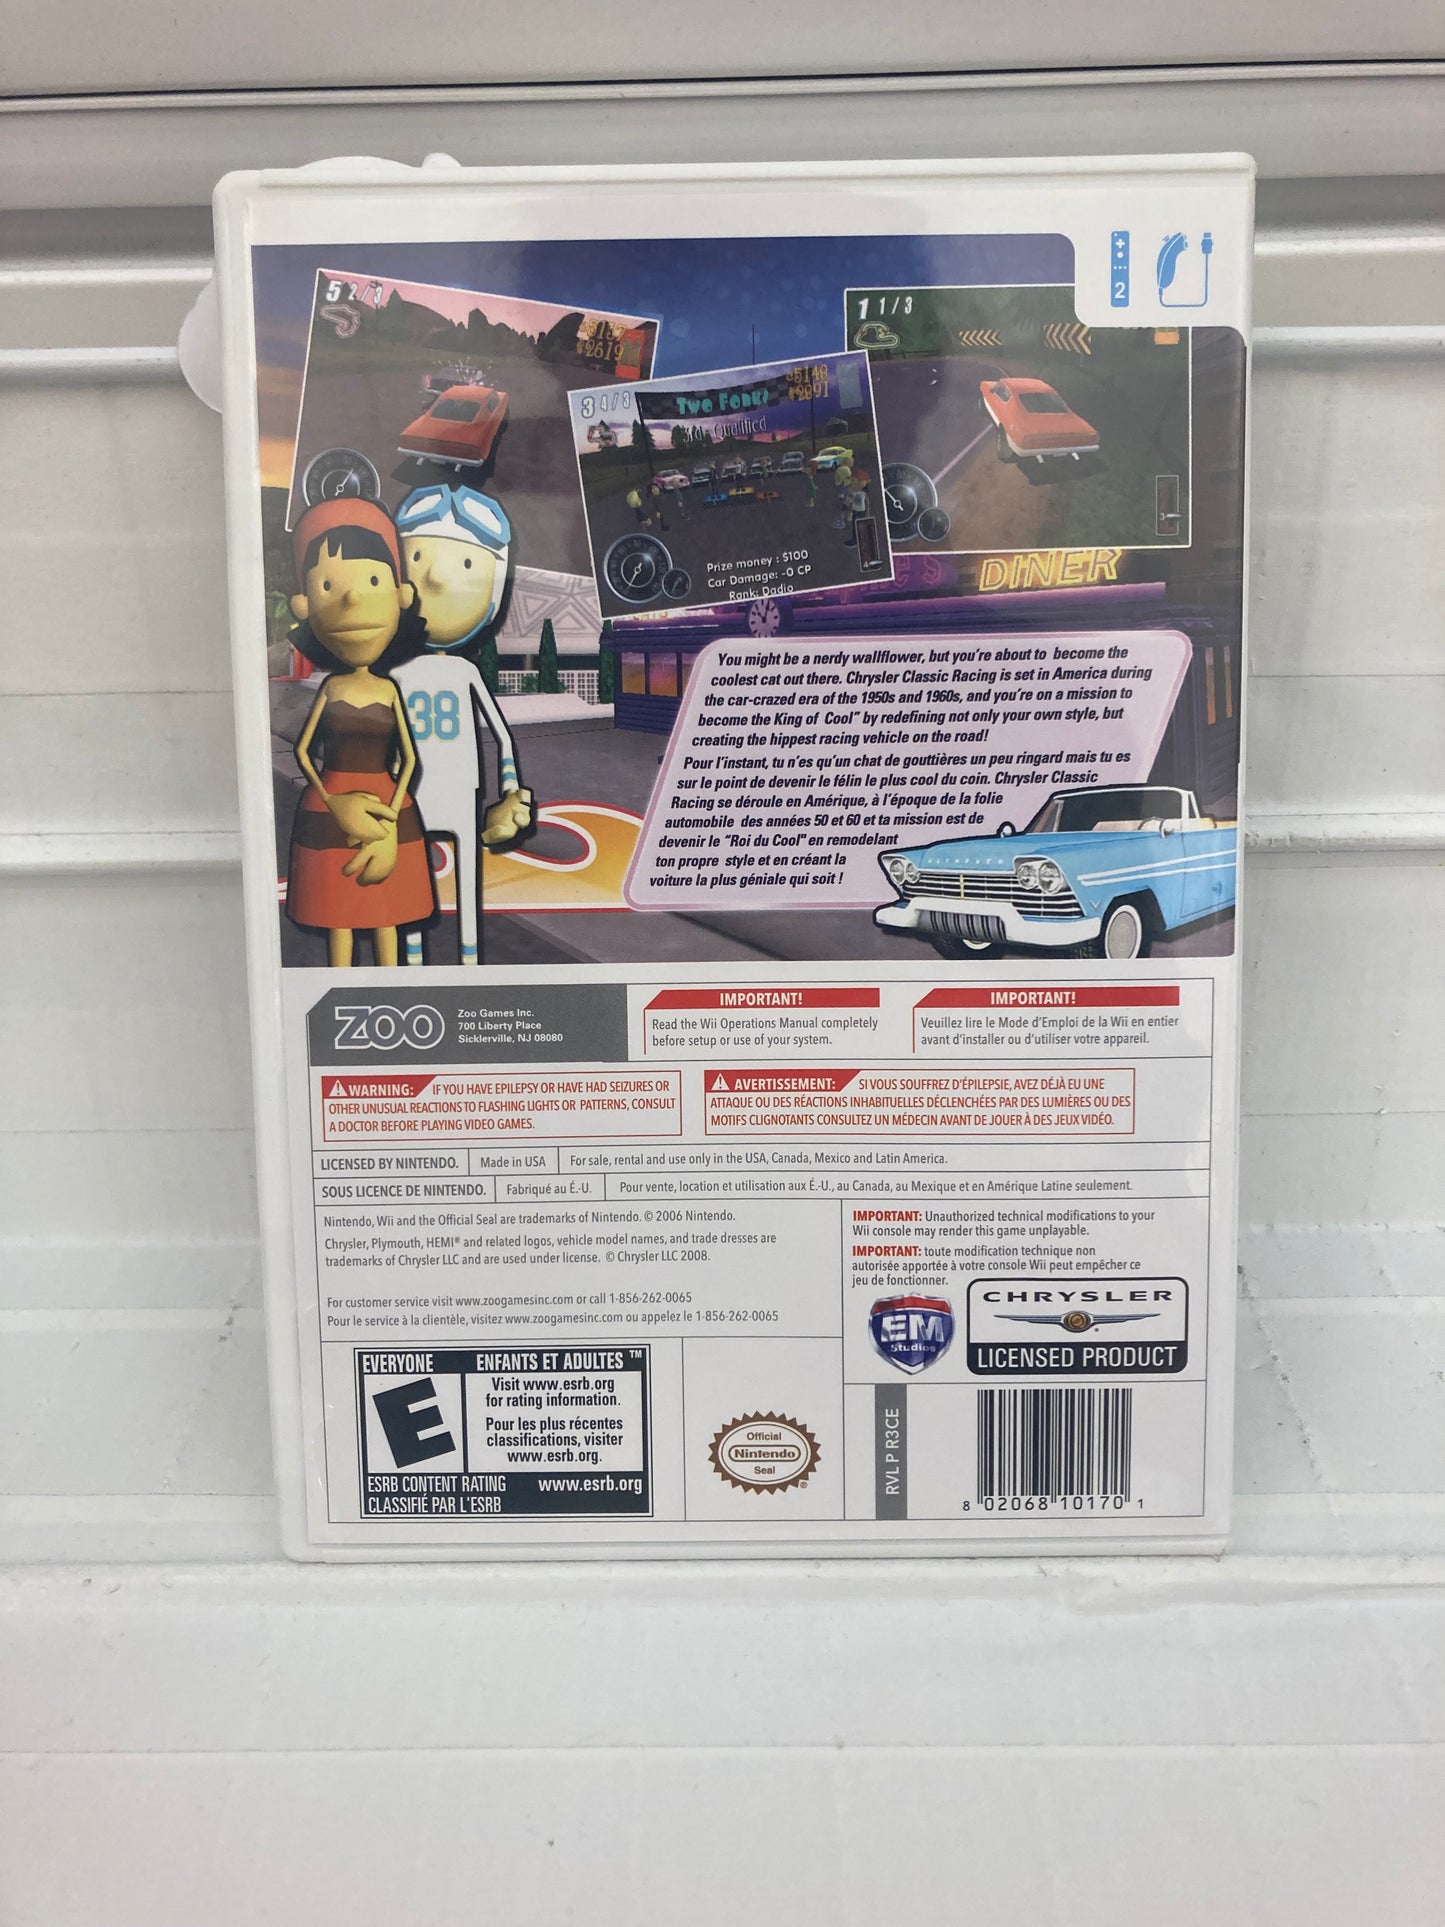 2
5 2/3
5137
$2619
3 4/3
5148
$2891
Two Forks
3rd - Qualified
Prize money : $100
Car Damage: -0 CP
Rank: Dadio
1 1/3
DINER
38
You might be a nerdy wallflower, but you're about to become the
coolest cat out there. Chrysler Classic Racing is set in America during
the car-crazed era of the 1950s and 1960s, and you're on a mission to
become the King of Cool" by redefining not only your own style, but
creating the hippest racing vehicle on the road!
Pour l'instant, tu n'es qu'un chat de gouttières un peu ringard mais tu es
sur le point de devenir le félin le plus cool du coin. Chrysler Classic
Racing se déroule en Amérique, à l'époque de la folie
automobile des années 50 et 60 et ta mission est de
devenir le "Roi du Cool" en remodelant
ton propre style et en créant la
voiture la plus géniale qui soit !
PLYMOUTH
ZOO
Zoo Games Inc.
700 Liberty Place
Sicklerville, NJ 08080
IMPORTANT!
Read the Wii Operations Manual completely
before setup or use of your system.
IMPORTANT!
Veuillez lire le Mode d'Emploi de la Wii en entier
avant d'installer ou d'utiliser votre appareil.
WARNING: IF YOU HAVE EPILEPSY OR HAVE HAD SEIZURES OR
OTHER UNUSUAL REACTIONS TO FLASHING LIGHTS OR PATTERNS, CONSULT
A DOCTOR BEFORE PLAYING VIDEO GAMES.
AVERTISSEMENT: SI VOUS SOUFFREZ D'ÉPILEPSIE, AVEZ DÉJÀ EU UNE
ATTAQUE OU DES RÉACTIONS INHABITUELLES DÉCLENCHÉES PAR DES LUMIÈRES OU DES
MOTIFS CLIGNOTANTS CONSULTEZ UN MÉDECIN AVANT DE JOUER À DES JEUX VIDÉO.
LICENSED BY NINTENDO. Made in USA For sale, rental and use only in the USA, Canada, Mexico and Latin America.
SOUS LICENCE DE NINTENDO. Fabriqué au É.-U. Pour vente, location et utilisation aux É.-U., au Canada, au Mexique et en Amérique Latine seulement.
Nintendo, Wii and the Official Seal are trademarks of Nintendo. © 2006 Nintendo.
Chrysler, Plymouth, HEMI® and related logos, vehicle model names, and trade dresses are
trademarks of Chrysler LLC and are used under license. © Chrysler LLC 2008.
For customer service visit www.zoogamesinc.com or call 1-856-262-0065
Pour le service à la clientèle, visitez www.zoogamesinc.com ou appelez le 1-856-262-0065
IMPORTANT: Unauthorized technical modifications to your
Wii console may render this game unplayable.
IMPORTANT: toute modification technique non
autorisée apportée à votre console Wii peut empêcher ce
jeu de fonctionner.
EM
Studios
CHRYSLER
LICENSED PRODUCT
EVERYONE ENFANTS ET ADULTES ™
E
Visit www.esrb.org
for rating information.
Pour les plus récentes
classifications, visiter
www.esrb.org.
ESRB CONTENT RATING www.esrb.org
CLASSIFIÉ PAR L'ESRB
Official
Nintendo
Seal
®
RVL P R3CE
8 02068 10170 1